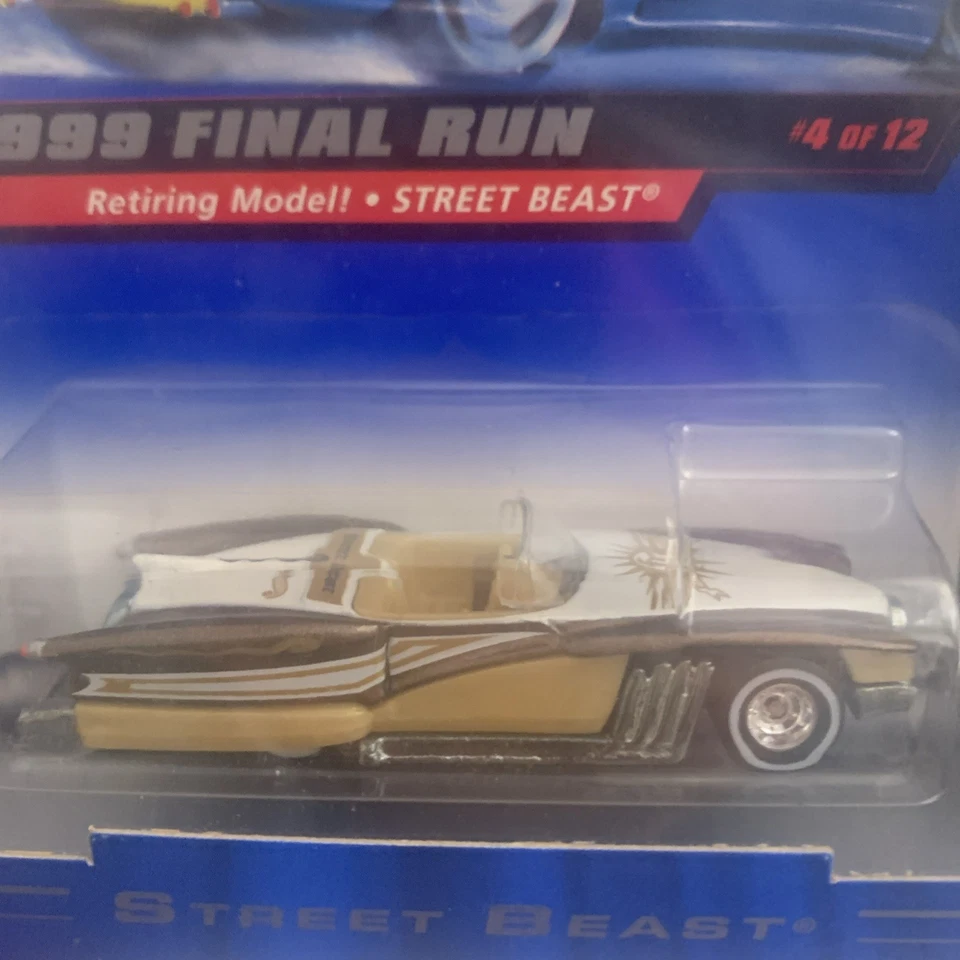 999 FINAL RUN
#4 OF 12
Retiring Model! • STREET BEAST®
STREET BEAST®